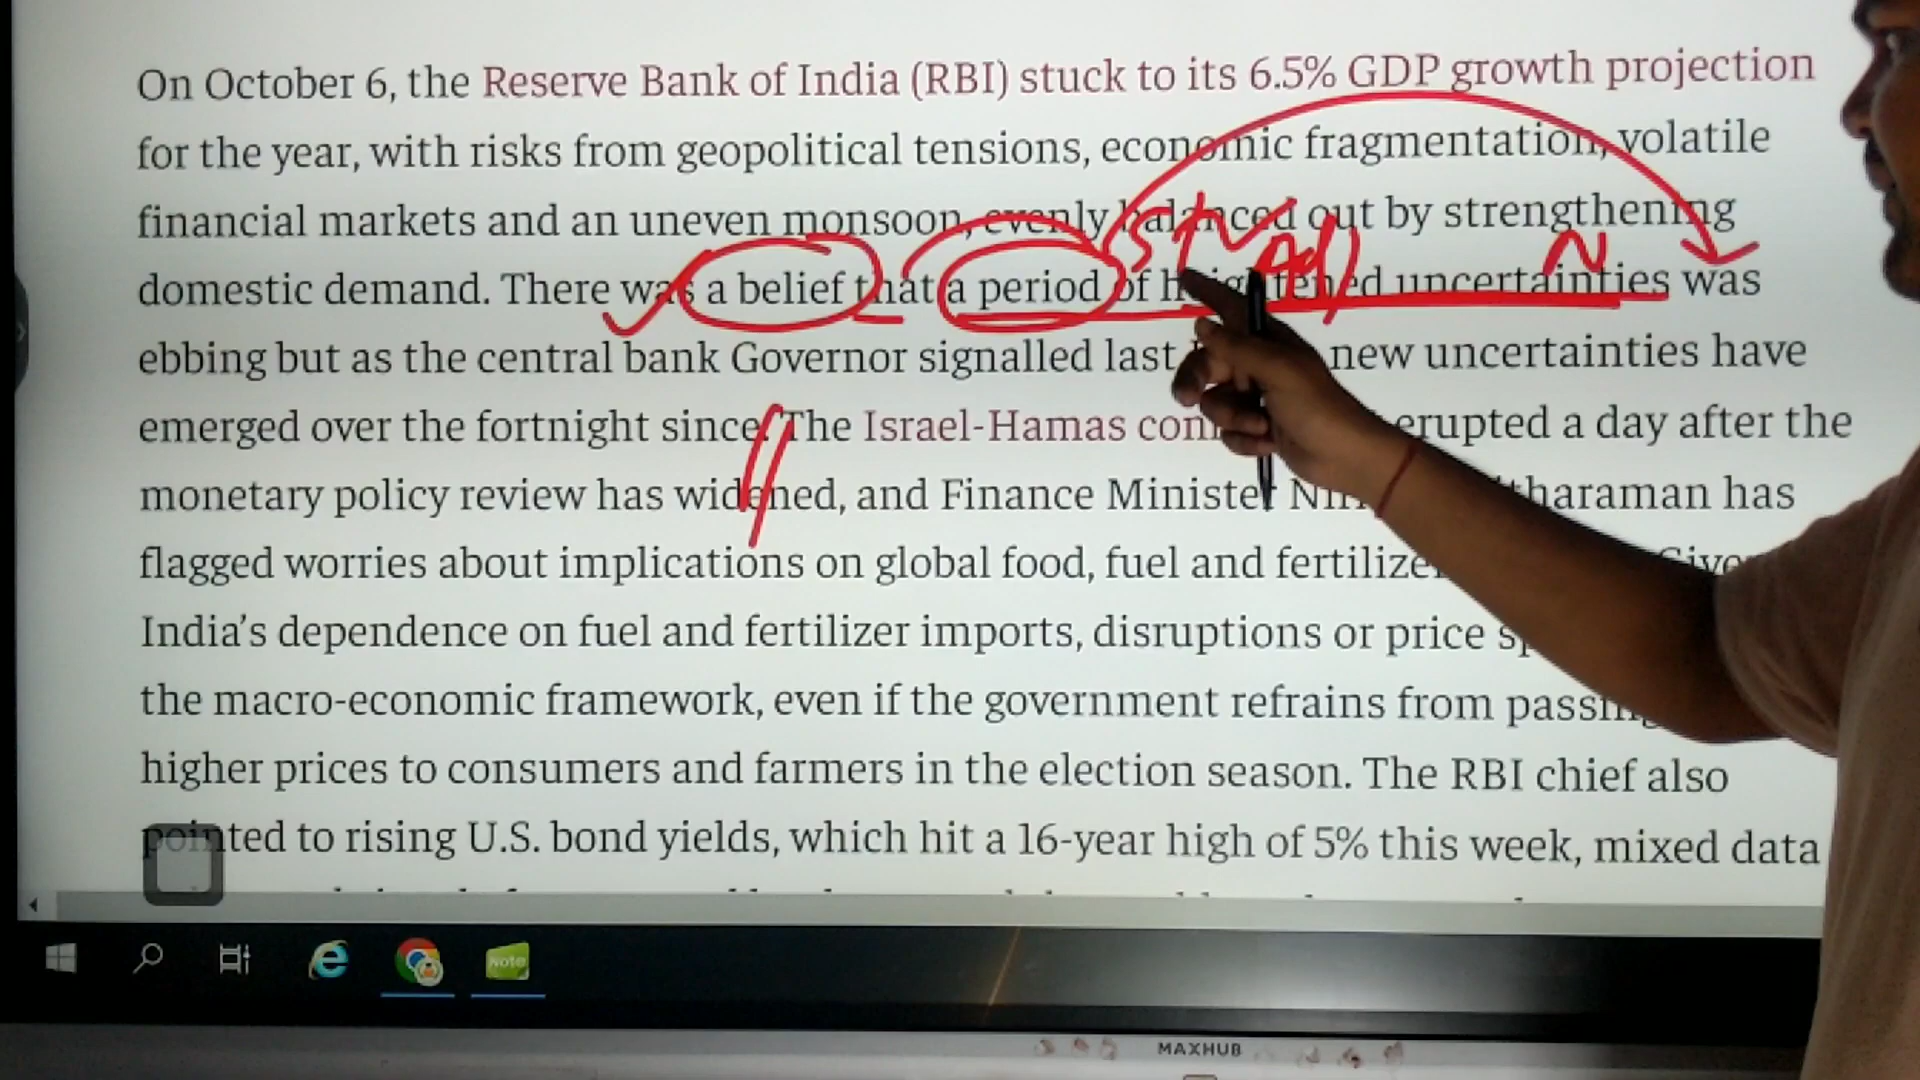 On October 6, the Reserve Bank of India (RBI) stuck to its 6.5% GDP growth projection
for the year, with risks from geopolitical tensions, economic fragmentation, volatile
financial markets and an uneven monsoon, evenly balanced out by strengthening
StV Adj N
domestic demand. There was a belief that a period of heightened uncertainties was
ebbing but as the central bank Governor signalled last new uncertainties have
emerged over the fortnight since. The Israel-Hamas erupted a day after the
monetary policy review has widened, and Finance Minister has
flagged worries about implications on global food, fuel and
India's dependence on fuel and fertilizer imports, disruptions or price
the macro-economic framework, even if the government refrains from
higher prices to consumers and farmers in the election season. The RBI chief also
pointed to rising U.S. bond yields, which hit a 16-year high of 5% this week, mixed data
Note
MAXHUB